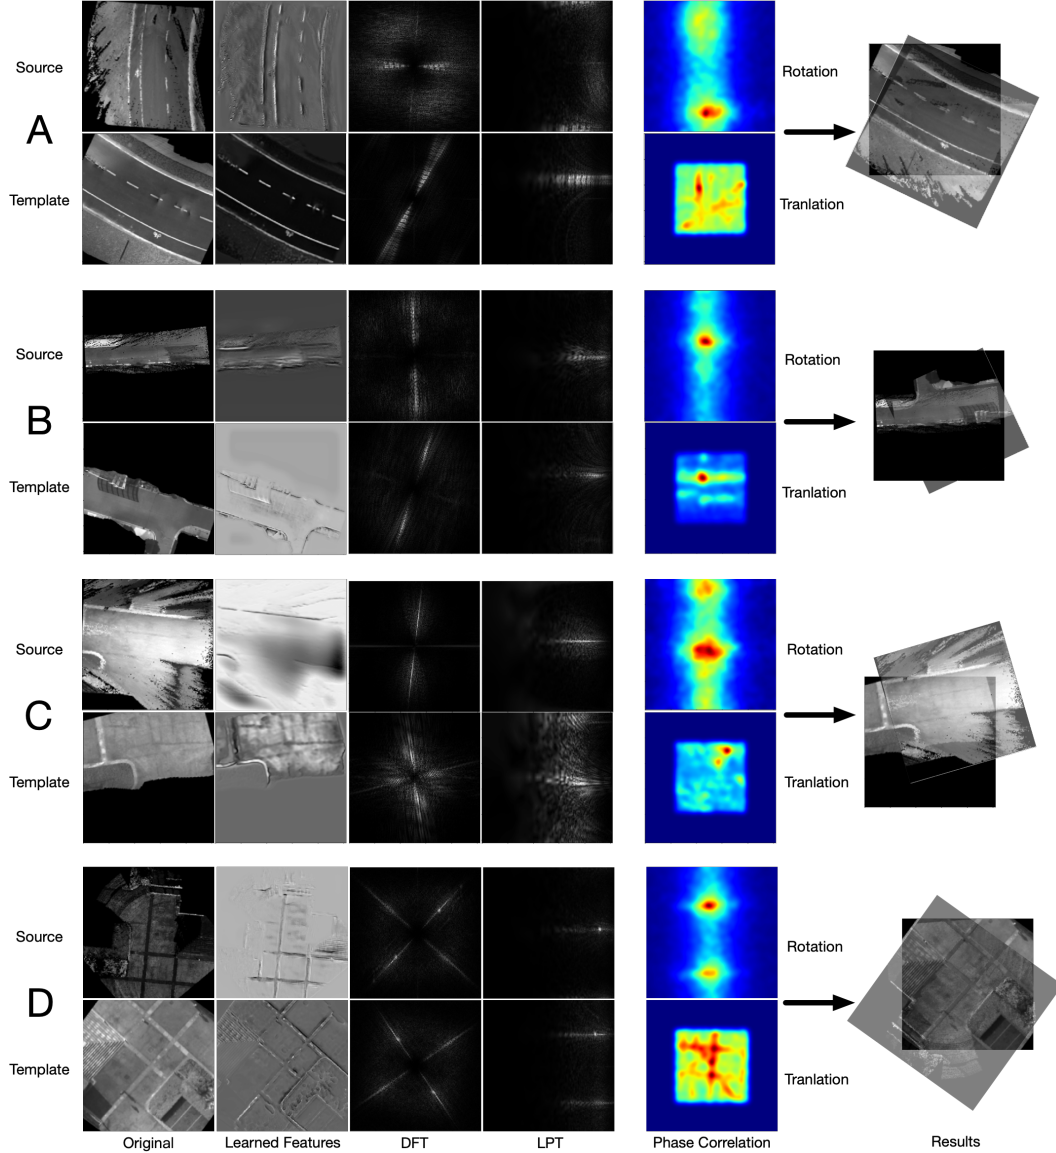 Source
Rotation
A
Template
Tranlation
Source
Rotation
B
Template
Tranlation
Source
Rotation
C
Template
Tranlation
Source
Rotation
D
Template
Tranlation
Original Learned Features DFT LPT Phase Correlation Results